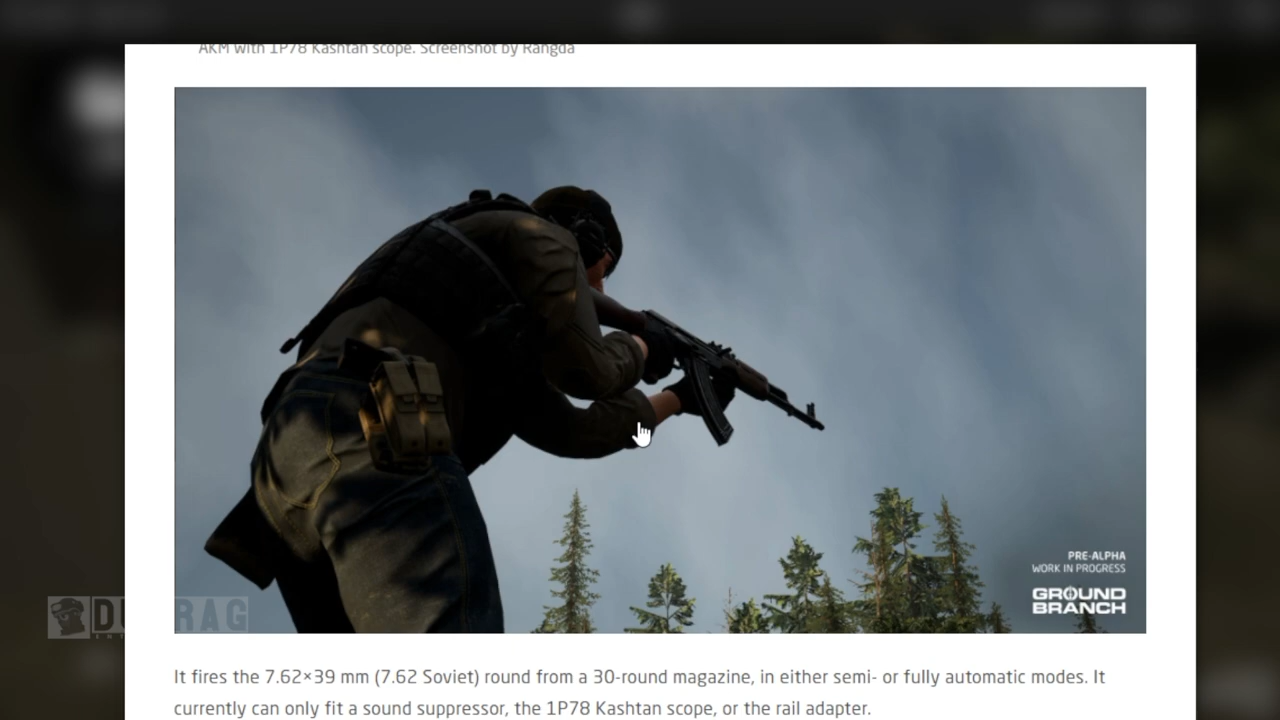 AKM with 1P78 Kashtan scope. Screenshot by Rangda
PRE-ALPHA
WORK IN PROGRESS
GROUND
BRANCH
It fires the 7.62×39 mm (7.62 Soviet) round from a 30-round magazine, in either semi- or fully automatic modes. It
currently can only fit a sound suppressor, the 1P78 Kashtan scope, or the rail adapter.